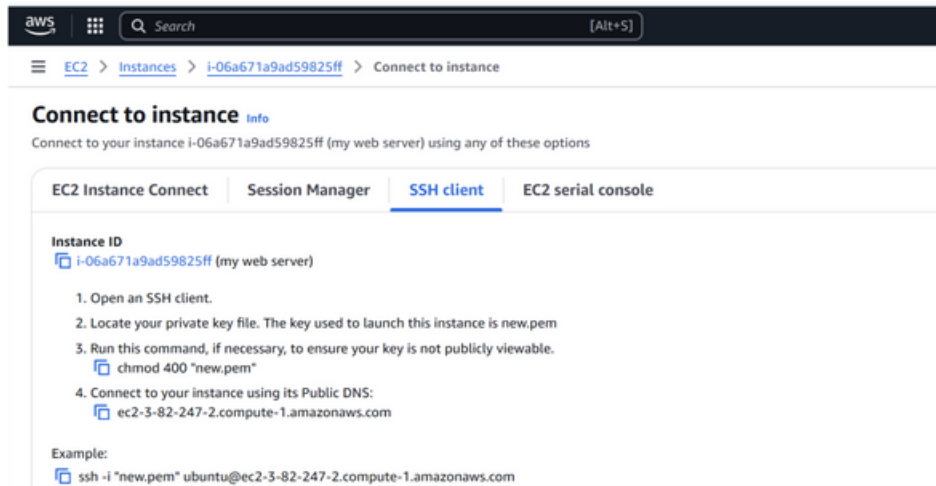 aws Search [Alt+S]
EC2 > Instances > i-06a671a9ad59825ff > Connect to instance
Connect to instance Info
Connect to your instance i-06a671a9ad59825ff (my web server) using any of these options
EC2 Instance Connect Session Manager SSH client EC2 serial console
Instance ID
i-06a671a9ad59825ff (my web server)
1. Open an SSH client.
2. Locate your private key file. The key used to launch this instance is new.pem
3. Run this command, if necessary, to ensure your key is not publicly viewable.
chmod 400 "new.pem"
4. Connect to your instance using its Public DNS:
ec2-3-82-247-2.compute-1.amazonaws.com
Example:
ssh -i "new.pem" ubuntu@ec2-3-82-247-2.compute-1.amazonaws.com